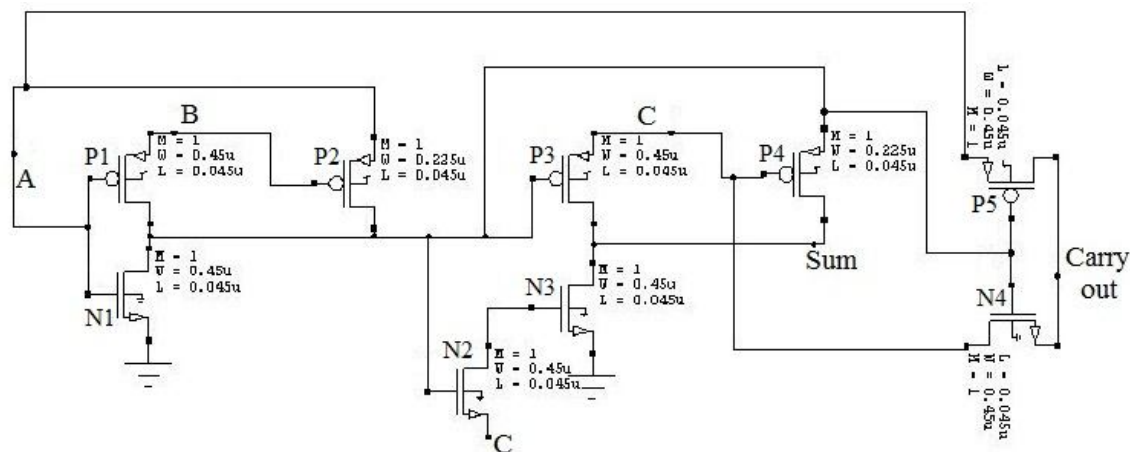 A
B
P1
M = 1
W = 0.45u
L = 0.045u
P2
M = 1
W = 0.225u
L = 0.045u
C
P3
M = 1
W = 0.45u
L = 0.045u
P4
M = 1
W = 0.225u
L = 0.045u
L = 0.045u
W = 0.45u
M = 1
P5
N1
M = 1
W = 0.45u
L = 0.045u
N2
M = 1
W = 0.45u
L = 0.045u
C
N3
M = 1
W = 0.45u
L = 0.045u
Sum
N4
L = 0.045u
W = 0.45u
M = 1
Carry
out